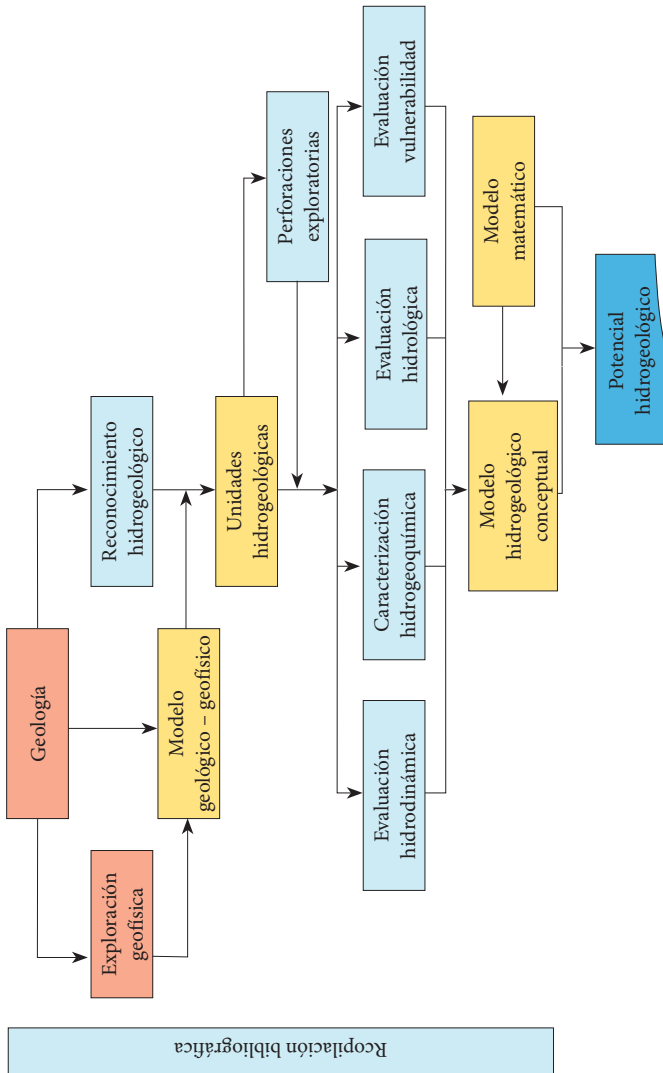 Rcopilación bibliográfica
Geología
Exploración
geofísica
Reconocimiento
hidrogeológico
Modelo
geológico – geofísico
Unidades
hidrogeológicas
Perforaciones
exploratorias
Evaluación
hidrodinámica
Caracterización
hidrogeoquímica
Evaluación
hidrológica
Evaluación
vulnerabilidad
Modelo
hidrogeológico
conceptual
Modelo
matemático
Potencial
hidrogeológico